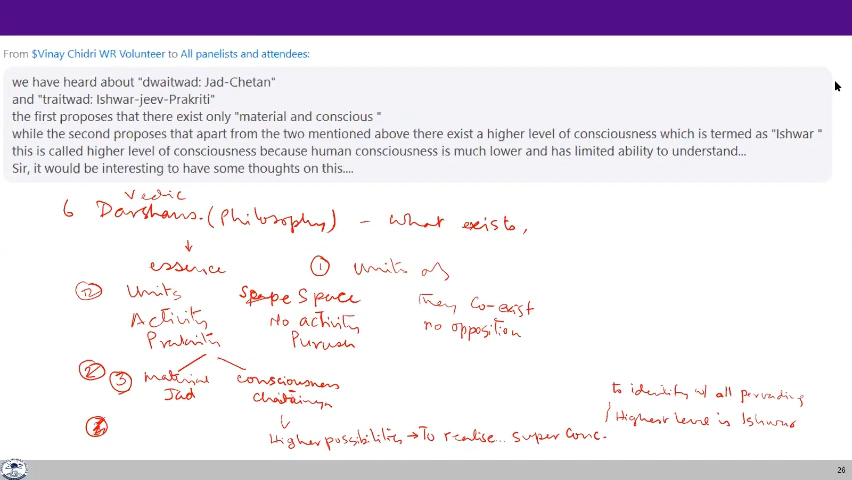 From $Vinay Chidri WR Volunteer to All panelists and attendees:
we have heard about "dwaitwad: Jad-Chetan"
and "traitwad: Ishwar-jeev-Prakriti"
the first proposes that there exist only "material and conscious "
while the second proposes that apart from the two mentioned above there exist a higher level of consciousness which is termed as "Ishwar "
this is called higher level of consciousness because human consciousness is much lower and has limited ability to understand...
Sir, it would be interesting to have some thoughts on this....
Vedic
6 Darshans. (Philosophy) - What exists,
essence ① Units of
Units Space They Co-exist
Activity No activity no opposition
Prakriti Purush
② ③ material consciousness
Jad Chaitanya
to identity w/ all pervading
Highest level is Ishwar
Higher possibilities → To realise... super conc.
26